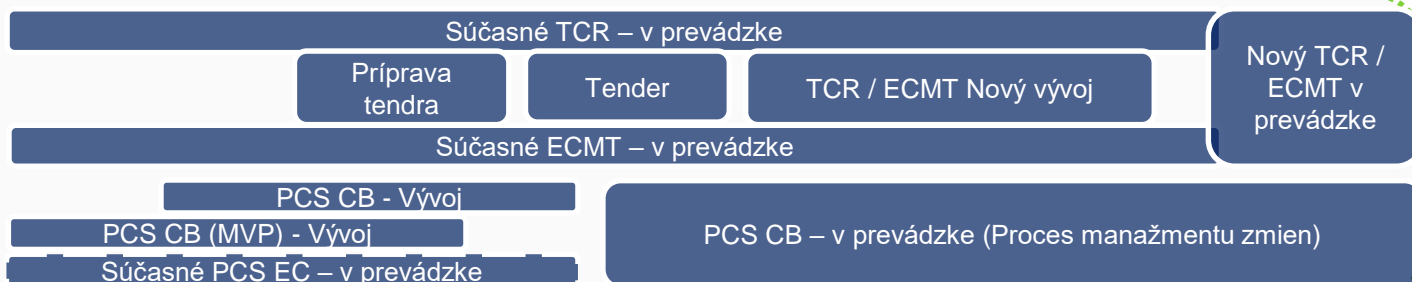 Súčasné TCR – v prevádzke
Príprava
tendra
Tender
TCR / ECMT Nový vývoj
Nový TCR /
ECMT v
prevádzke
Súčasné ECMT – v prevádzke
PCS CB - Vývoj
PCS CB (MVP) - Vývoj
Súčasné PCS EC – v prevádzke
PCS CB – v prevádzke (Proces manažmentu zmien)